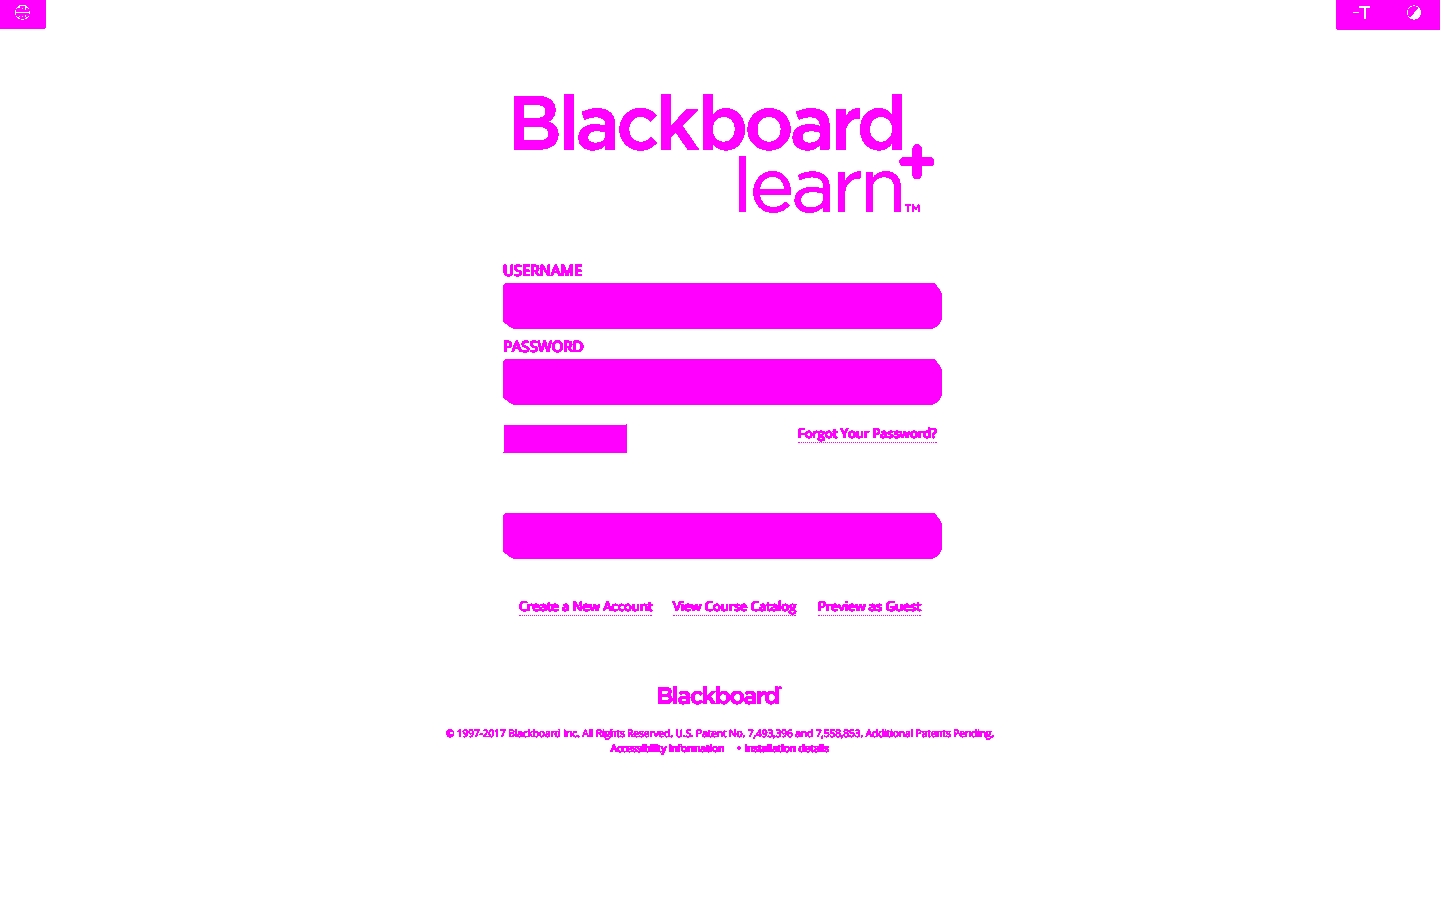 -T
Blackboard
learn+™
USERNAME
PASSWORD
Forgot Your Password?
Create a New Account View Course Catalog Preview as Guest
Blackboard
© 1997-2017 Blackboard Inc. All Rights Reserved. U.S. Patent No. 7,493,396 and 7,558,853. Additional Patents Pending.
Accessibility information • Installation details